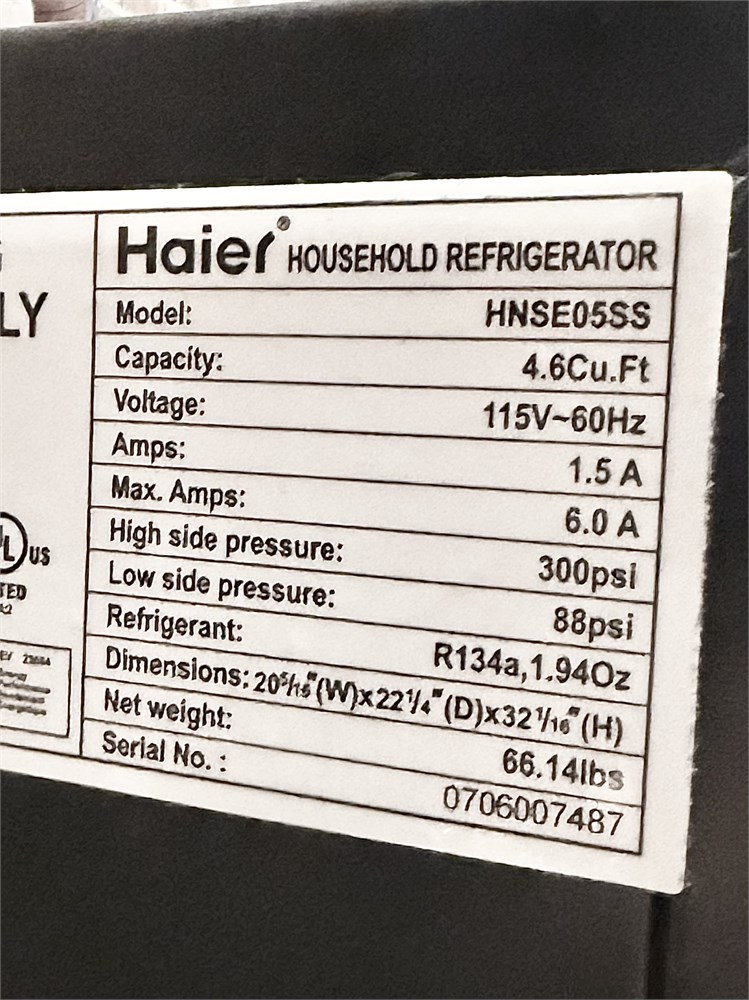 LY
US
Haier® HOUSEHOLD REFRIGERATOR
Model: HNSE05SS
Capacity: 4.6Cu.Ft
Voltage: 115V~60Hz
Amps: 1.5 A
Max. Amps: 6.0 A
High side pressure: 300psi
Low side pressure: 88psi
Refrigerant: R134a,1.94Oz
Dimensions: 20⁵/₁₆"(W)x22¹/₄"(D)x32¹/₁₆"(H)
Net weight: 66.14lbs
Serial No. : 0706007487